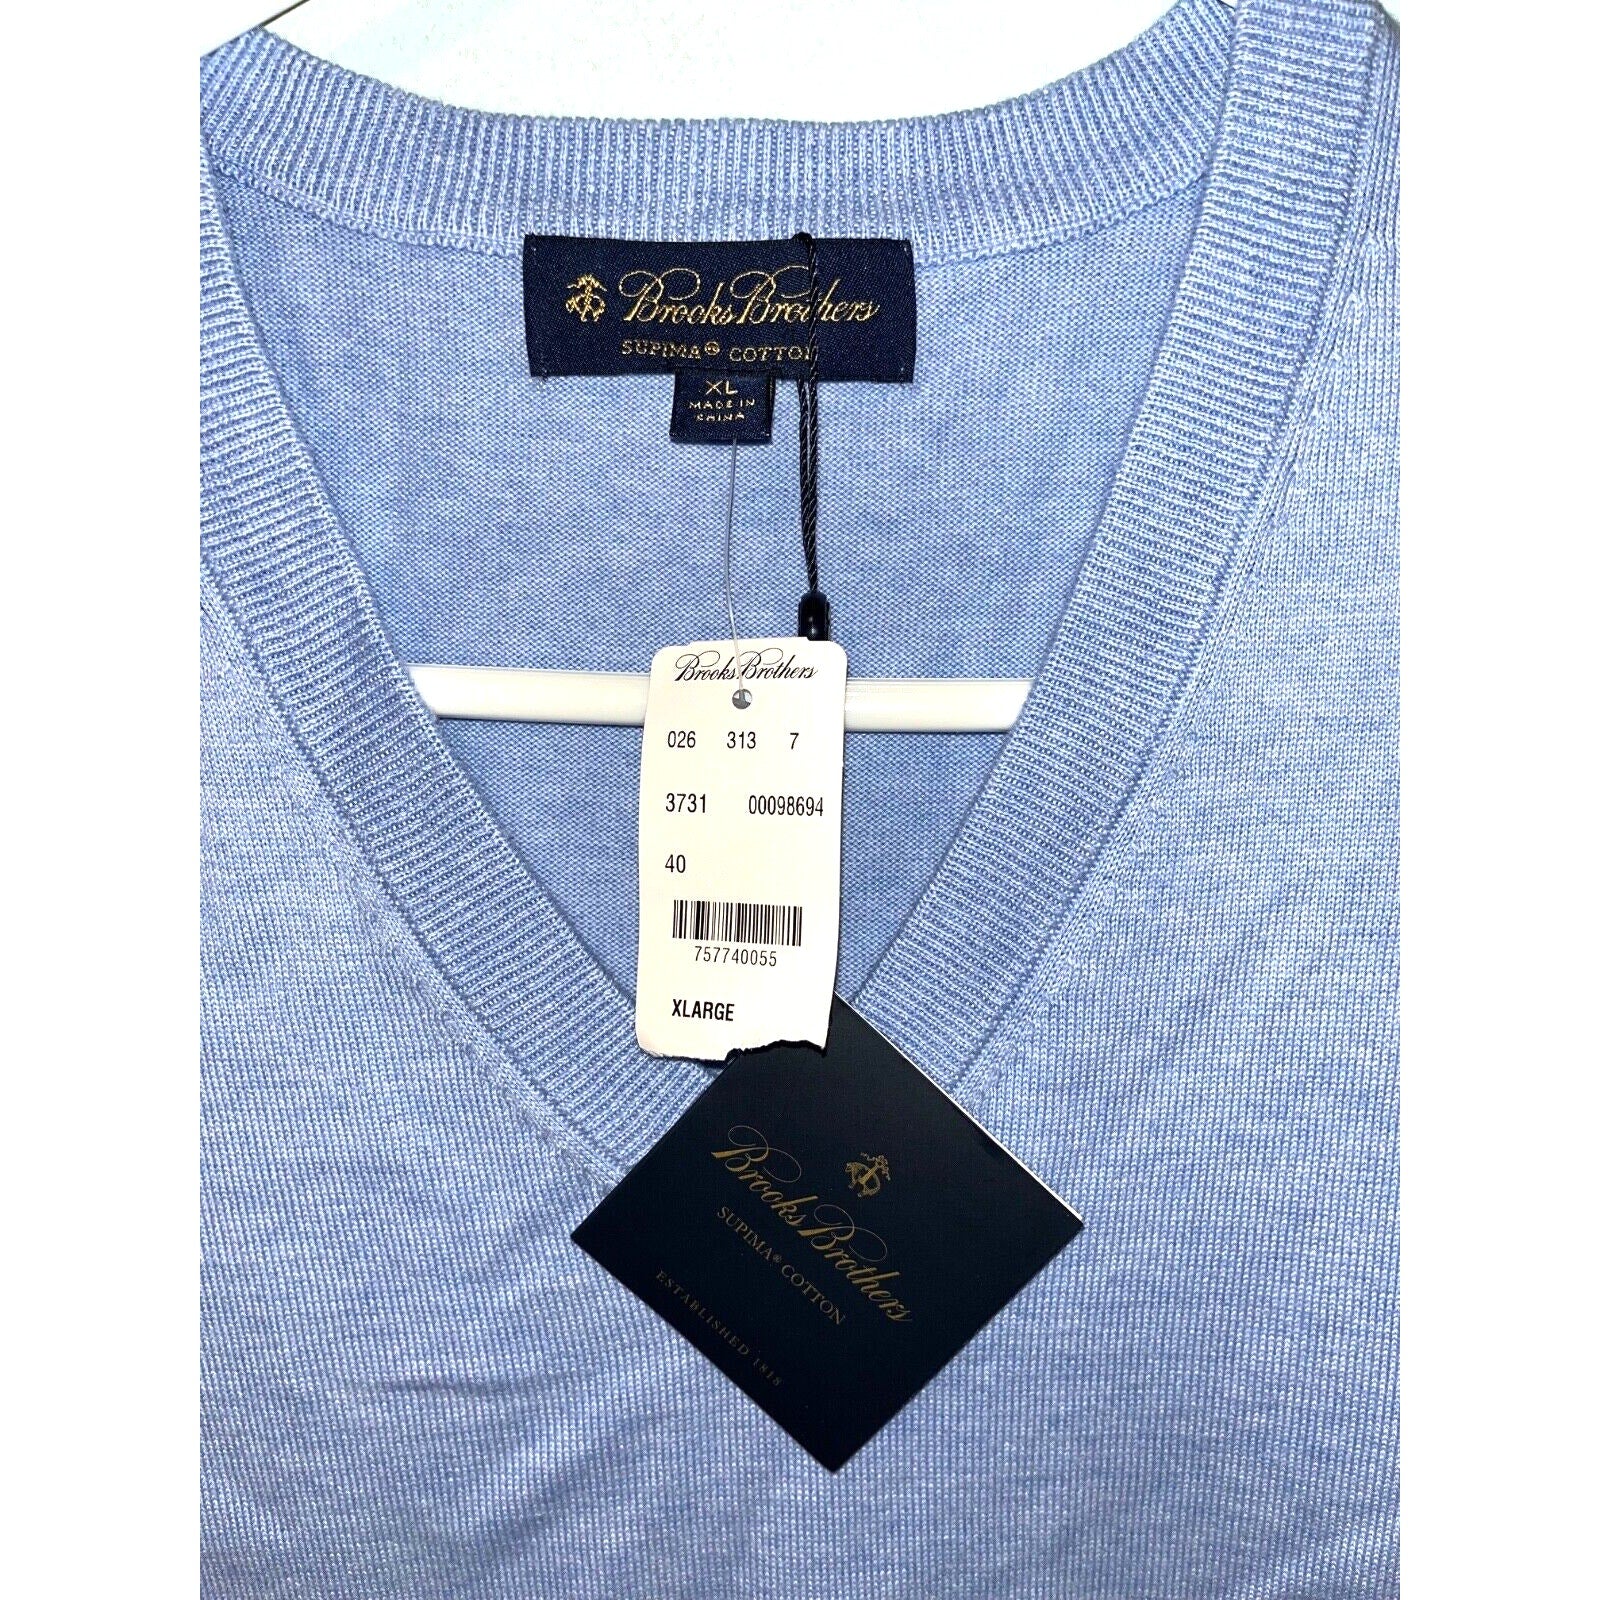 Brooks Brothers
SUPIMA® COTTON
XL
MADE IN
CHINA
Brooks Brothers
026 313 7
3731 00098694
40
757740055
XLARGE
Brooks Brothers
SUPIMA® COTTON
ESTABLISHED 1818